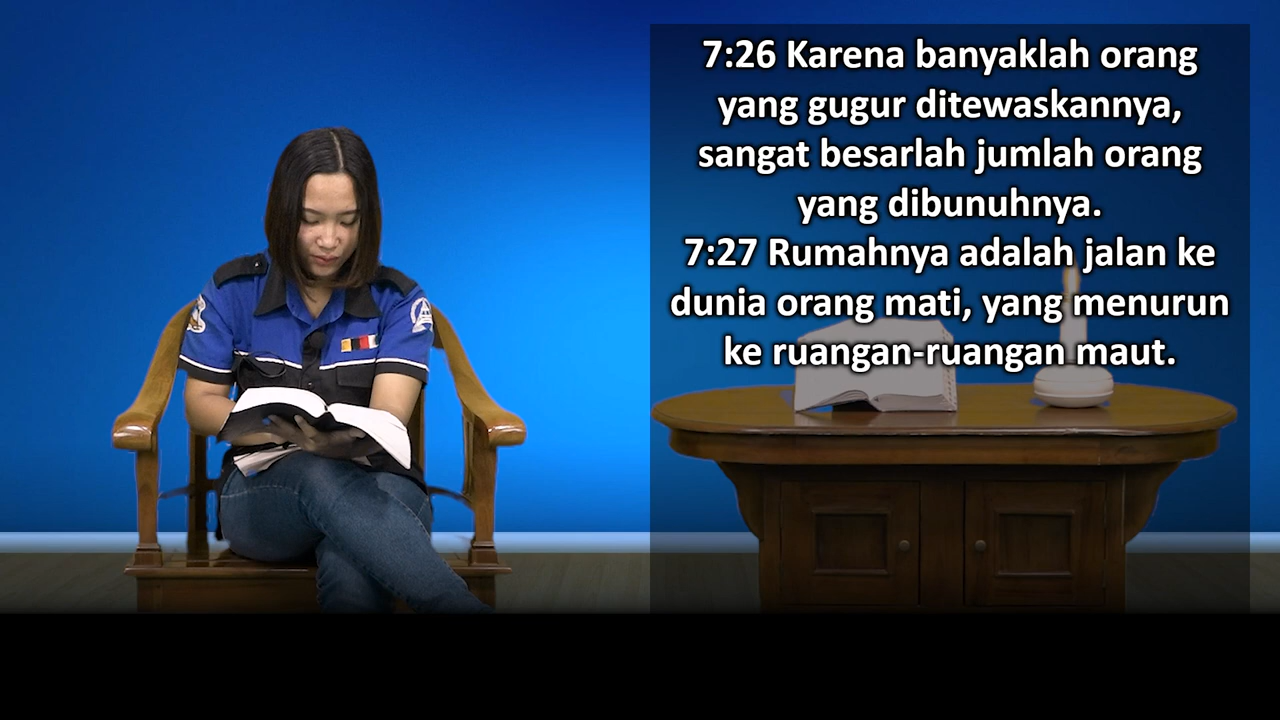 7:26 Karena banyaklah orang
yang gugur ditewaskannya,
sangat besarlah jumlah orang
yang dibunuhnya.
7:27 Rumahnya adalah jalan ke
dunia orang mati, yang menurun
ke ruangan-ruangan maut.